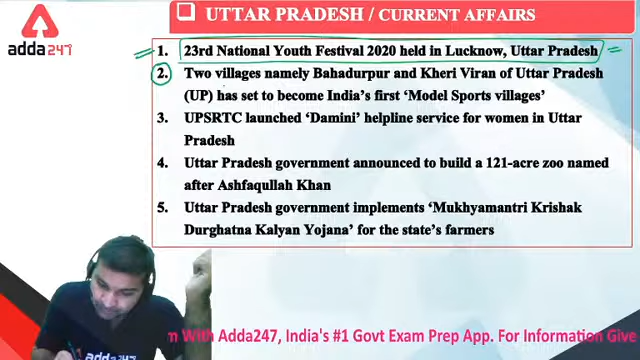 adda247
UTTAR PRADESH/ CURRENT AFFAIRS
1. 23rd National Youth Festival 2020 held in Lucknow, Uttar Pradesh
2. Two villages namely Bahadurpur and Kheri Viran of Uttar Pradesh
(UP) has set to become India's first 'Model Sports villages'
3. UPSRTC launched 'Damini' helpline service for women in Uttar
Pradesh
4. Uttar Pradesh government announced to build a 121-acre zoo named
after Ashfaqullah Khan
5. Uttar Pradesh government implements 'Mukhyamantri Krishak
Durghatna Kalyan Yojana' for the state's farmers
adda247
m With Adda247, India's #1 Govt Exam Prep App. For Information Give